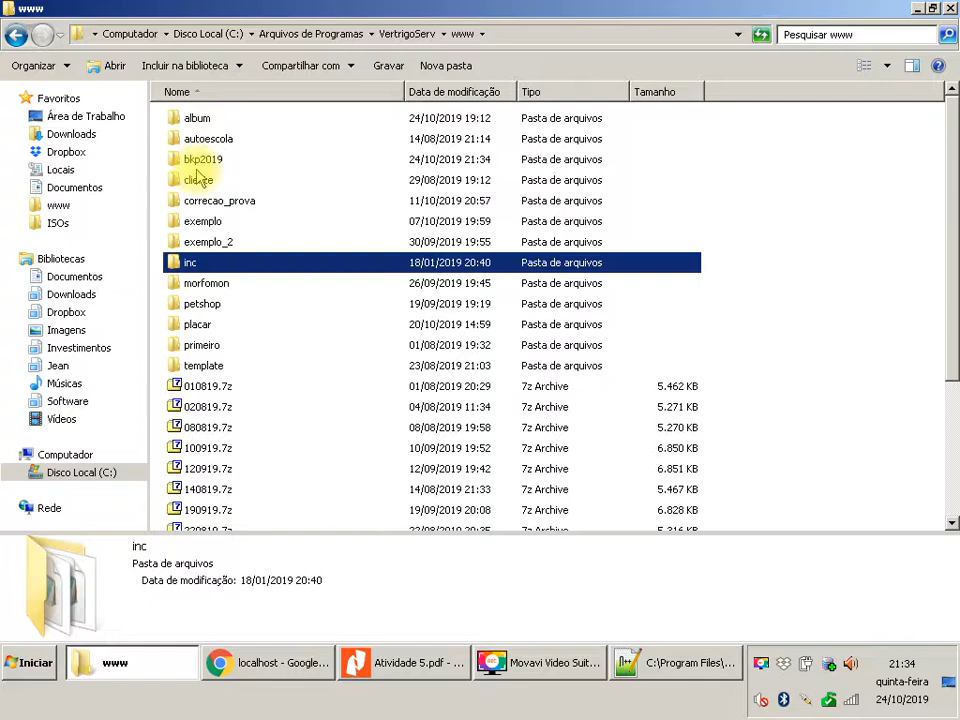 www
Computador Disco Local (C:) Arquivos de Programas VertrigoServ www
Pesquisar www
Organizar Abrir Incluir na biblioteca Compartilhar com Gravar Nova pasta
Favoritos
Área de Trabalho
Downloads
Dropbox
Locais
Documentos
www
ISOs
Bibliotecas
Documentos
Downloads
Dropbox
Imagens
Investimentos
Jean
Músicas
Software
Vídeos
Computador
Disco Local (C:)
Rede
Nome Data de modificação Tipo Tamanho
album 24/10/2019 19:12 Pasta de arquivos
autoescola 14/08/2019 21:14 Pasta de arquivos
bkp2019 24/10/2019 21:34 Pasta de arquivos
29/08/2019 19:12 Pasta de arquivos
correcao_prova 11/10/2019 20:57 Pasta de arquivos
exemplo 07/10/2019 19:59 Pasta de arquivos
exemplo_2 30/09/2019 19:55 Pasta de arquivos
inc 18/01/2019 20:40 Pasta de arquivos
morfomon 26/09/2019 19:45 Pasta de arquivos
petshop 19/09/2019 19:19 Pasta de arquivos
placar 20/10/2019 14:59 Pasta de arquivos
primeiro 01/08/2019 19:32 Pasta de arquivos
template 23/08/2019 21:03 Pasta de arquivos
010819.7z 01/08/2019 20:29 7z Archive 5.462 KB
020819.7z 04/08/2019 11:34 7z Archive 5.271 KB
080819.7z 08/08/2019 19:58 7z Archive 5.270 KB
100919.7z 10/09/2019 19:52 7z Archive 6.850 KB
120919.7z 12/09/2019 19:42 7z Archive 6.851 KB
140819.7z 14/08/2019 21:33 7z Archive 5.467 KB
190919.7z 19/09/2019 20:08 7z Archive 6.828 KB
inc
Pasta de arquivos
Data de modificação: 18/01/2019 20:40
Iniciar www localhost - Google... Atividade 5.pdf - ... Movavi Video Suit... C:\Program Files\...
21:34
quinta-feira
24/10/2019